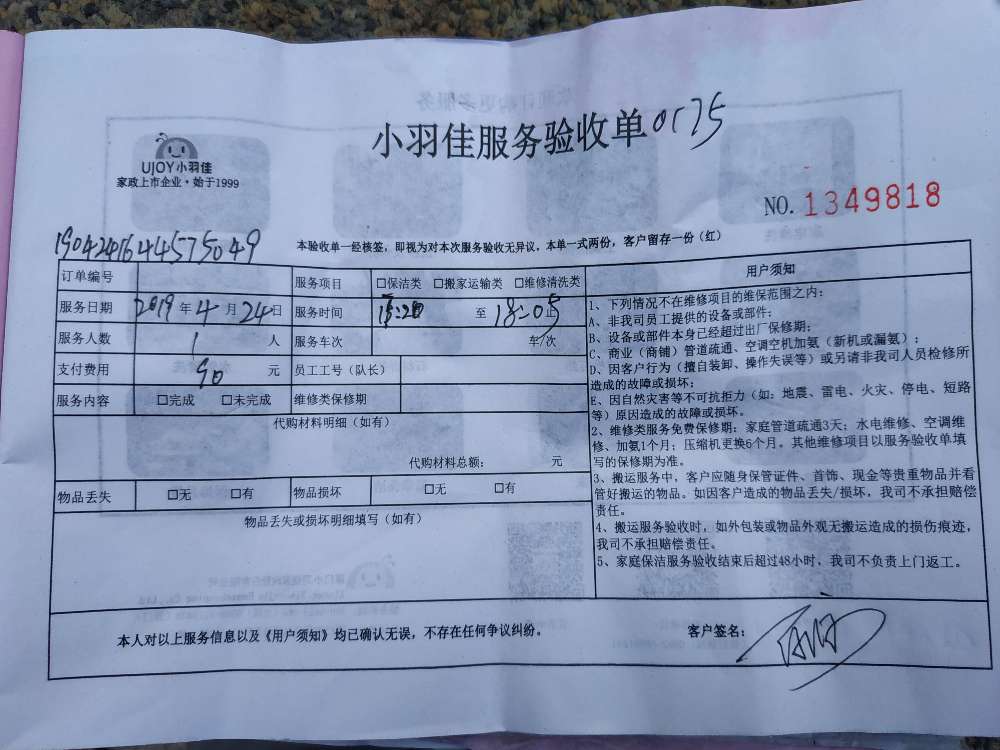 小羽佳服务验收单 0175
UJOY小羽佳
家政上市企业·始于1999
NO. 1349818
1904241644575049
本验收单一经核签,即视为对本次服务验收无异议,本单一式两份,客户留存一份(红)
订单编号 服务项目 □保洁类 □搬家运输类 □维修清洗类
服务日期 2019年4月24日 服务时间 至18:05止
服务人数 1 人 服务车次 车/次
支付费用 90 元 员工工号(队长)
服务内容 □完成 □未完成 维修类保修期
代购材料明细(如有)
代购材料总额: 元
物品丢失 □无 □有 物品损坏 □无 □有
物品丢失或损坏明细填写(如有)
用户须知
1、下列情况不在维修项目的维保范围之内:
A、非我司员工提供的设备或部件;
B、设备或部件本身已经超过出厂保修期;
C、商业(商铺)管道疏通、空调空机加氨(新机或漏氨);
D、因客户行为(擅自装卸、操作失误等)或另请非我司人员检修所
造成的故障或损坏;
E、因自然灾害等不可抗拒力(如:地震、雷电、火灾、停电、短路
等)原因造成的故障或损坏。
2、维修类服务免费保修期:家庭管道疏通3天;水电维修、空调维
修、加氨1个月;压缩机更换6个月。其他维修项目以服务验收单填
写的保修期为准。
3、搬运服务中,客户应随身保管证件、首饰、现金等贵重物品并看
管好搬运的物品。如因客户造成的物品丢失/损坏,我司不承担赔偿
责任。
4、搬运服务验收时,如外包装或物品外观无搬运造成的损伤痕迹,
我司不承担赔偿责任。
5、家庭保洁服务验收结束后超过48小时,我司不负责上门返工。
本人对以上服务信息以及《用户须知》均已确认无误,不存在任何争议纠纷。
客户签名: